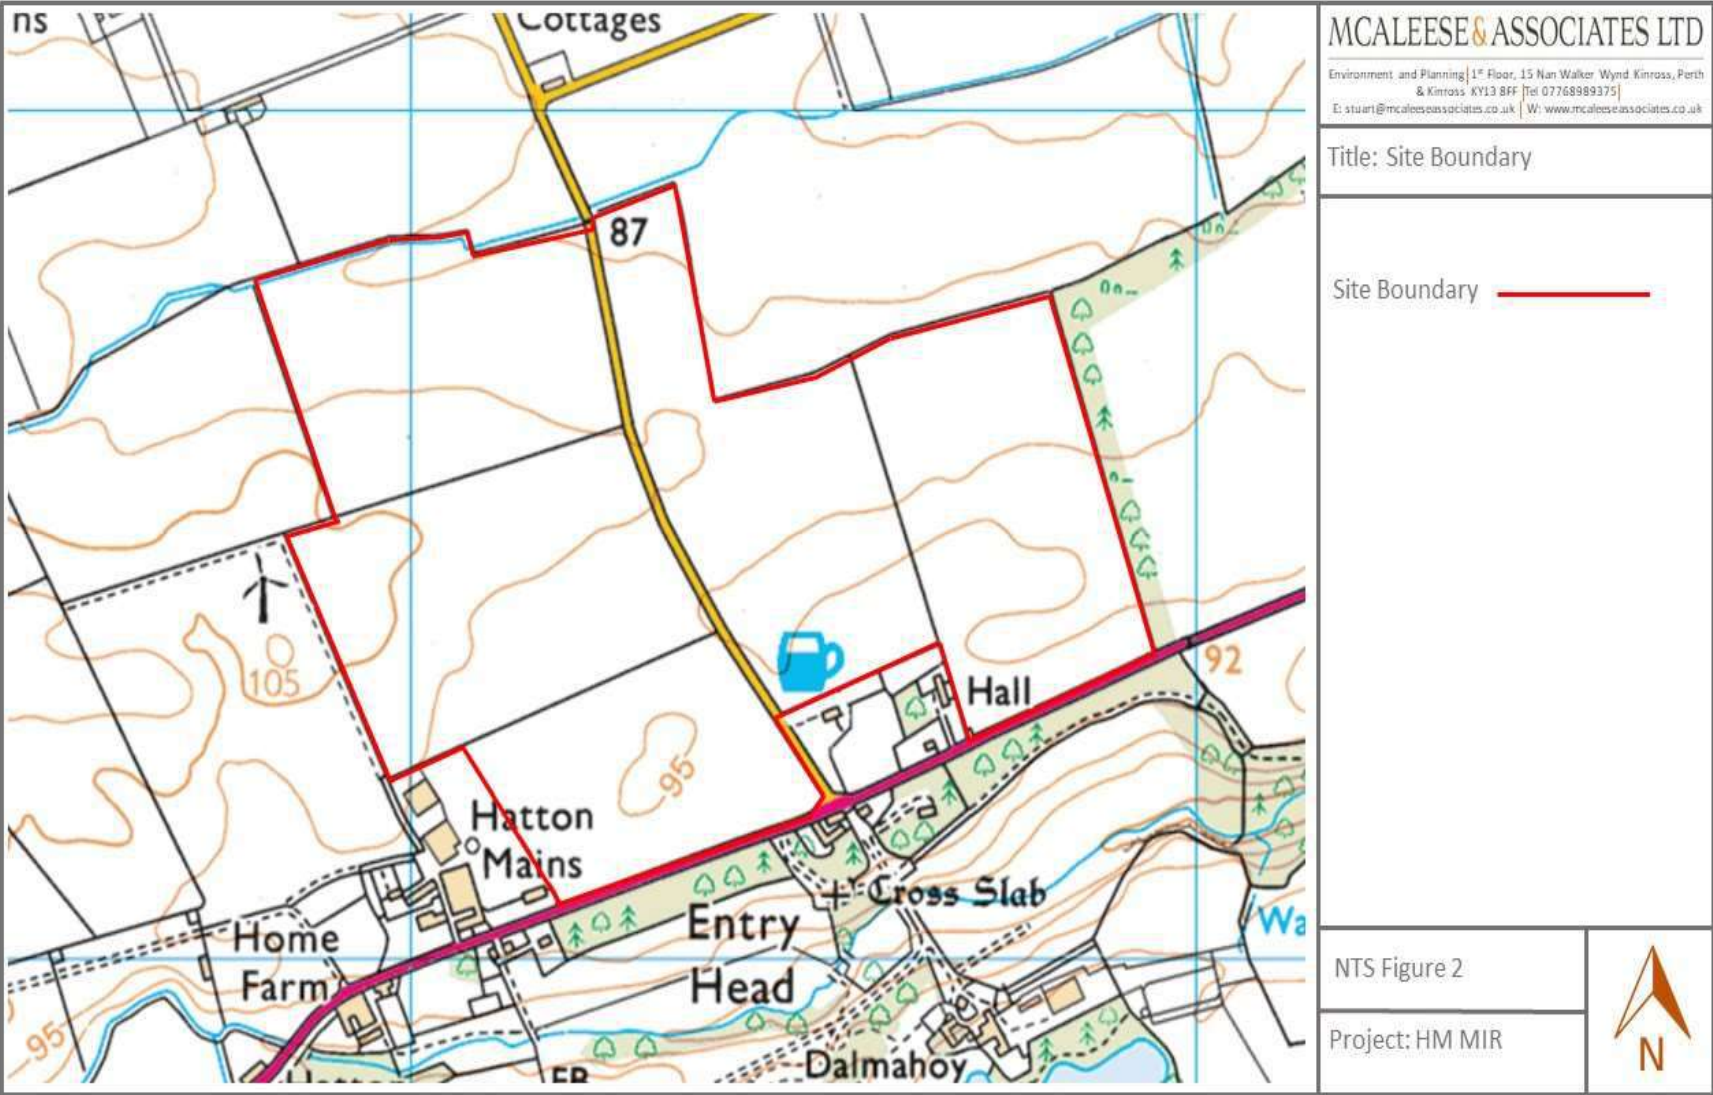 ns
Cottages
87
105
95
Hall
92
Hatton
Mains
Cross Slab
Entry
Head
Home
Farm
95
Dalmahoy
Wa
MCALEESE&ASSOCIATES LTD
Environment and Planning| 1st Floor, 15 Nan Walker Wynd Kinross, Perth
& Kinross KY13 8FF |Tel 07768989375|
E: stuart@mcaleeseassociates.co.uk | W: www.mcaleeseassociates.co.uk
Title: Site Boundary
Site Boundary
NTS Figure 2
Project: HM MIR
N